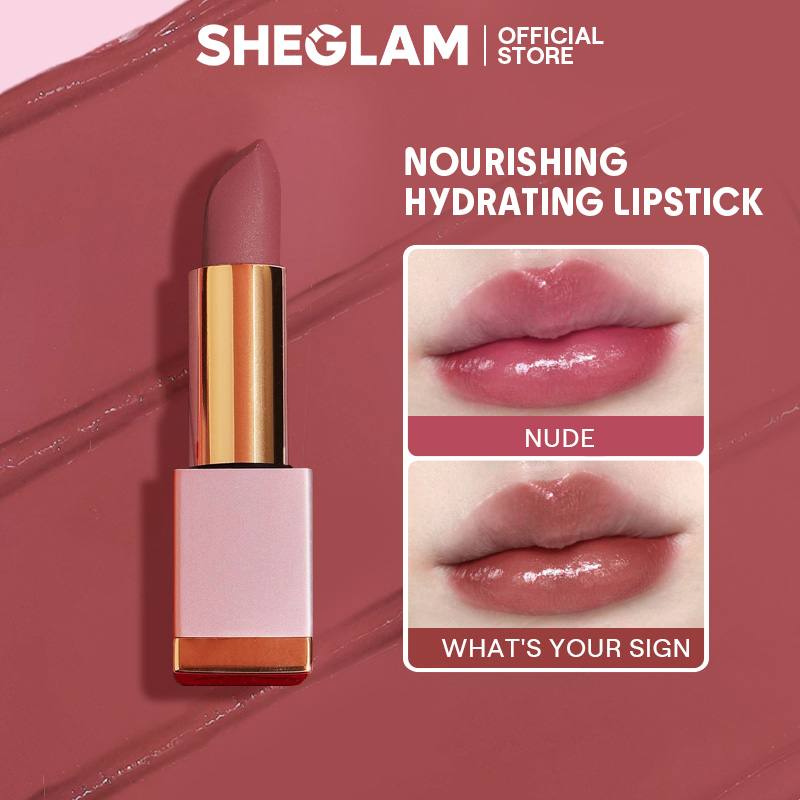 SHEGLAM
OFFICIAL
STORE
NOURISHING
HYDRATING LIPSTICK
NUDE
WHAT'S YOUR SIGN